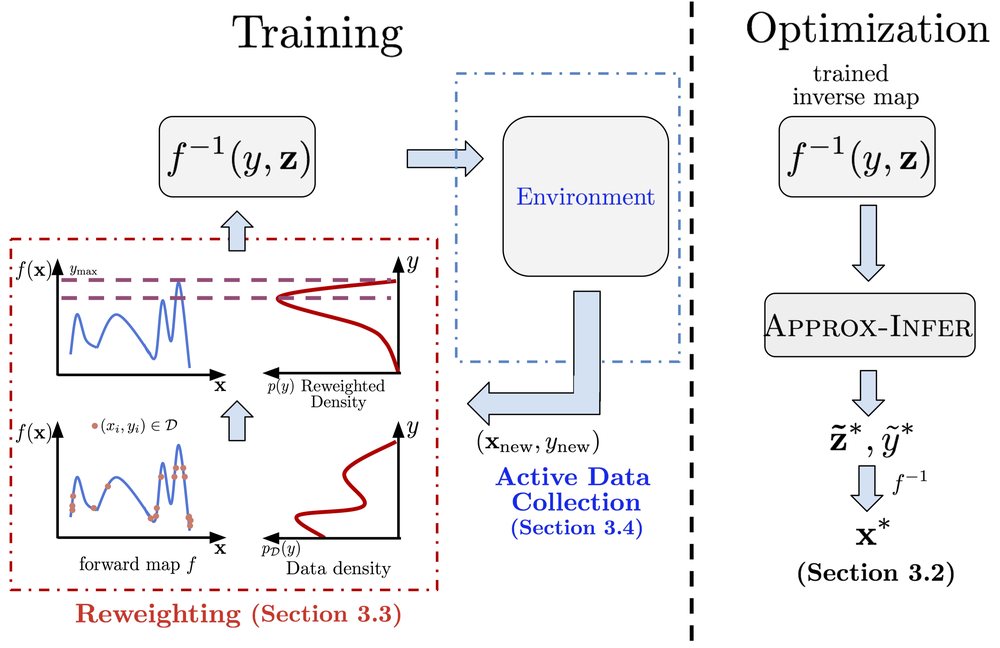 Training
f⁻¹(y, z)
Environment
f(x)
y_max
y
x
p(y) Reweighted
Density
f(x)
(x_i, y_i) ∈ 𝒟
y
x
p_𝒟(y)
forward map f
Data density
Reweighting (Section 3.3)
(x_new, y_new)
Active Data
Collection
(Section 3.4)
Optimization
trained
inverse map
f⁻¹(y, z)
APPROX-INFER
z̃*, ỹ*
f⁻¹
x*
(Section 3.2)